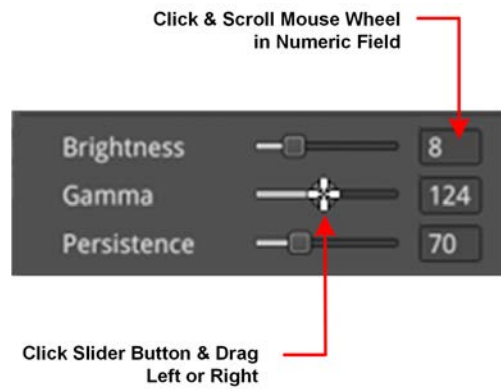 Click & Scroll Mouse Wheel
in Numeric Field
Brightness 8
Gamma 124
Persistence 70
Click Slider Button & Drag
Left or Right